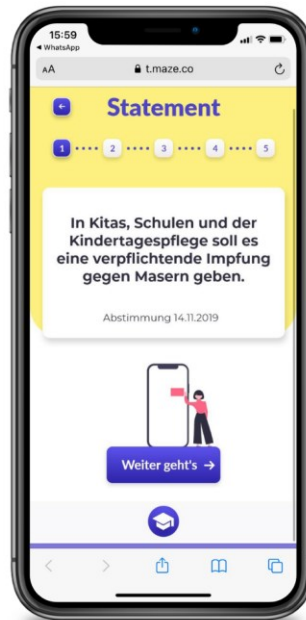 15:59
◀ WhatsApp
AA
t.maze.co
Statement
1 2 3 4 5
In Kitas, Schulen und der
Kindertagespflege soll es
eine verpflichtende Impfung
gegen Masern geben.
Abstimmung 14.11.2019
Weiter geht's →